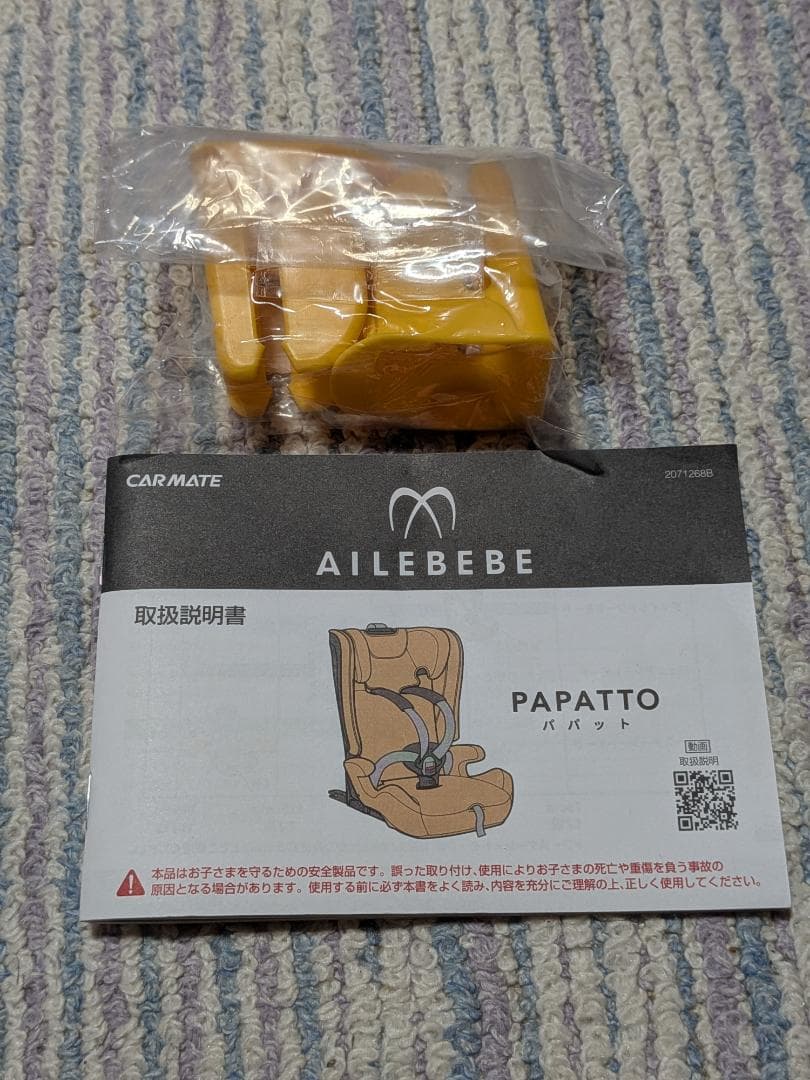 CARMATE
2071268B
AILEBEBE
取扱説明書
PAPATTO
パパット
動画
取扱説明
本品はお子さまを守るための安全製品です。誤った取り付け、使用によりお子さまの死亡や重傷を負う事故の
原因となる場合があります。使用する前に必ず本書をよく読み、内容を充分にご理解の上、正しく使用してください。